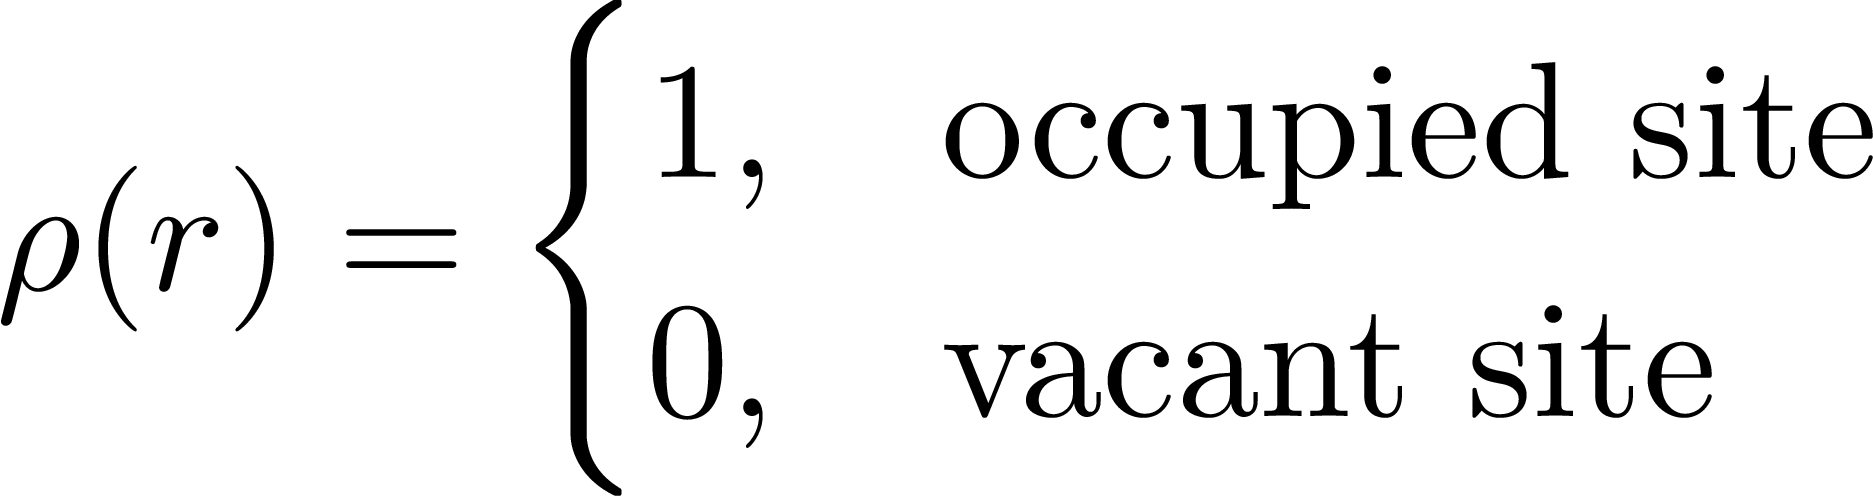 ρ(r) = { 1, occupied site
0, vacant site